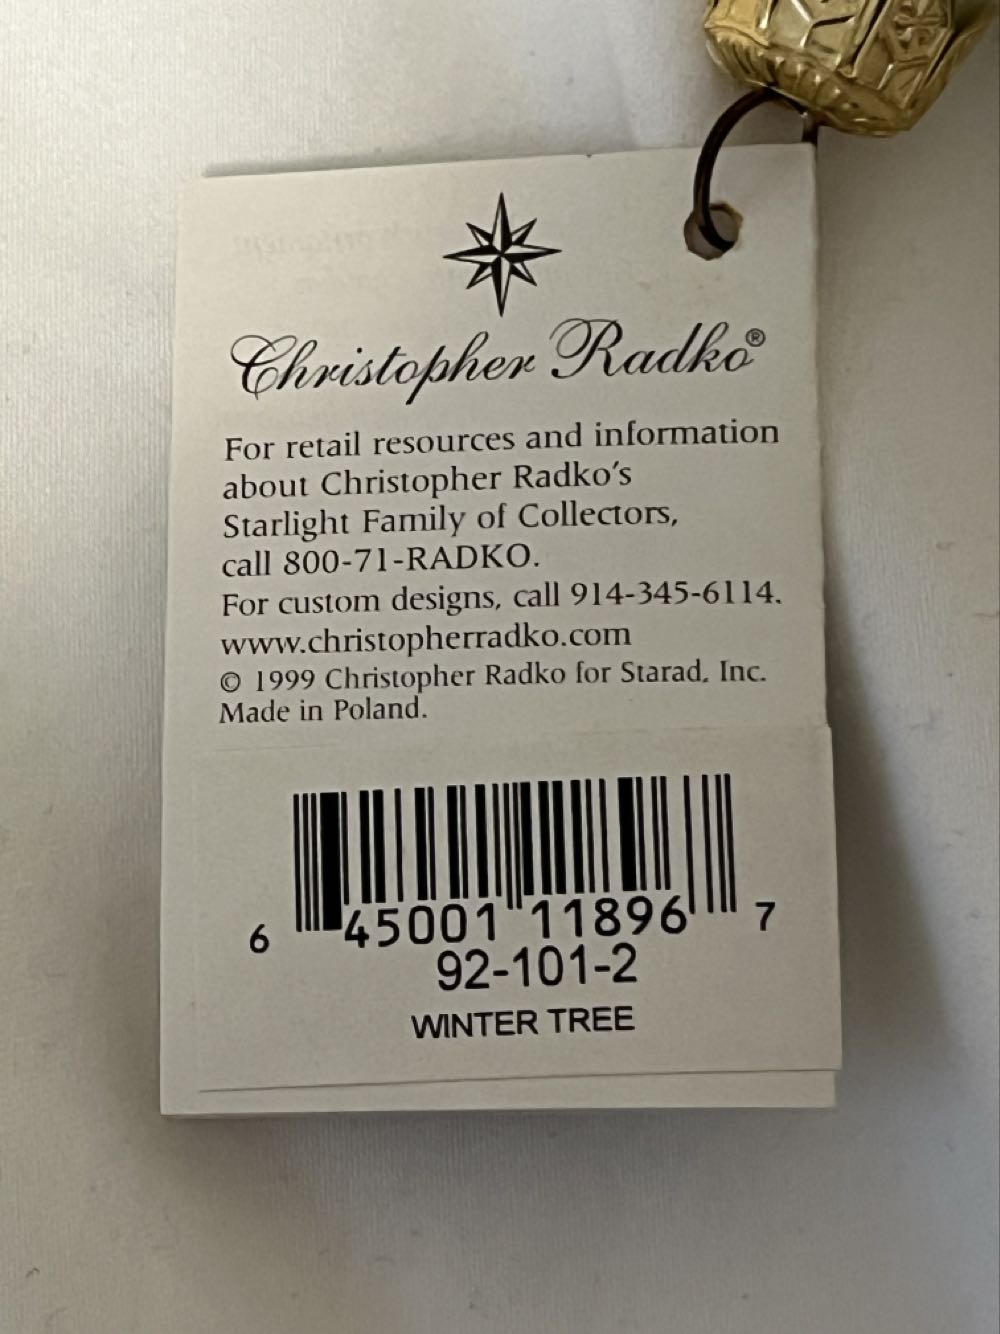 Christopher Radko®
For retail resources and information
about Christopher Radko's
Starlight Family of Collectors,
call 800-71-RADKO.
For custom designs, call 914-345-6114.
www.christopherradko.com
© 1999 Christopher Radko for Starad, Inc.
Made in Poland.
6 45001 11896 7
92-101-2
WINTER TREE